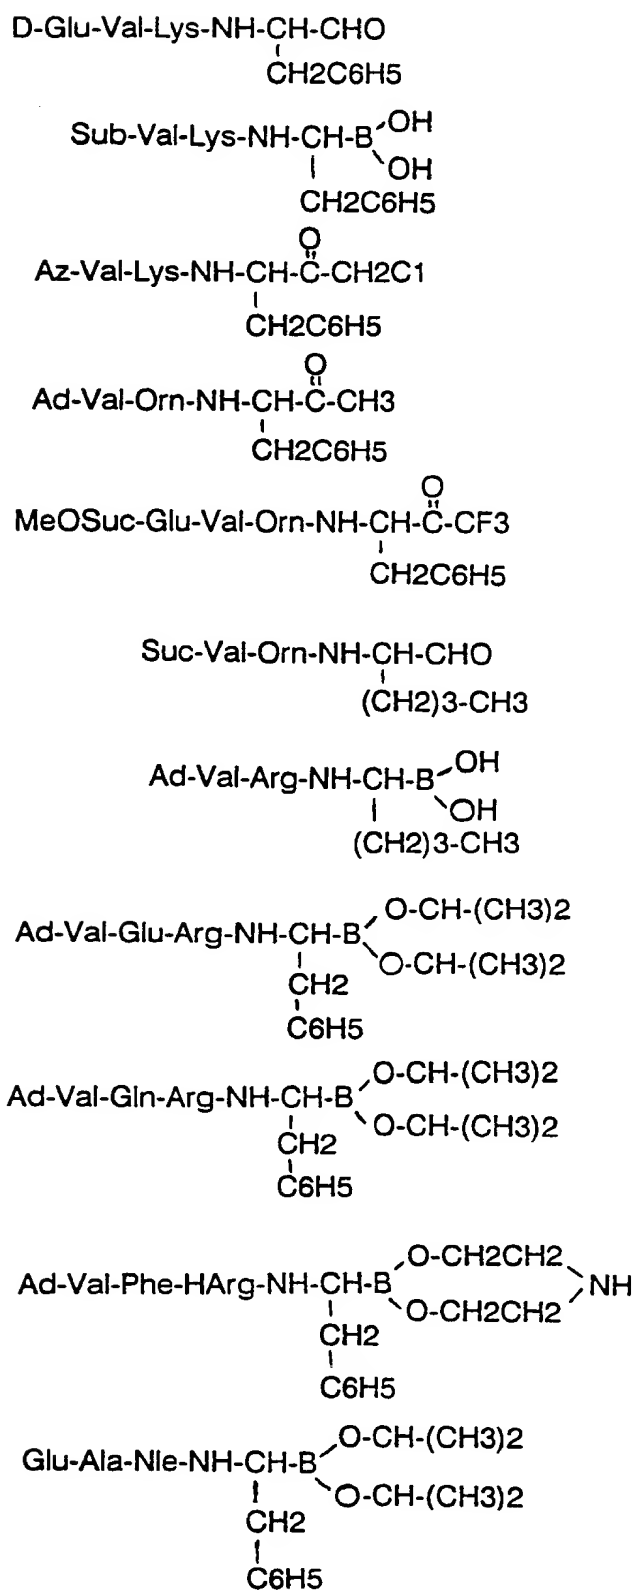 D-Glu-Val-Lys-NH-CH-CHO
CH2C6H5
OH
Sub-Val-Lys-NH-CH-B
OH
CH2C6H5
O
Az-Val-Lys-NH-CH-C-CH2C1
CH2C6H5
O
Ad-Val-Orn-NH-CH-C-CH3
CH2C6H5
O
MeOSuc-Glu-Val-Orn-NH-CH-C-CF3
CH2C6H5
Suc-Val-Orn-NH-CH-CHO
(CH2)3-CH3
OH
Ad-Val-Arg-NH-CH-B
OH
(CH2)3-CH3
O-CH-(CH3)2
Ad-Val-Glu-Arg-NH-CH-B
O-CH-(CH3)2
CH2
C6H5
O-CH-(CH3)2
Ad-Val-Gln-Arg-NH-CH-B
O-CH-(CH3)2
CH2
C6H5
O-CH2CH2
Ad-Val-Phe-HArg-NH-CH-B NH
O-CH2CH2
CH2
C6H5
O-CH-(CH3)2
Glu-Ala-Nle-NH-CH-B
O-CH-(CH3)2
CH2
C6H5